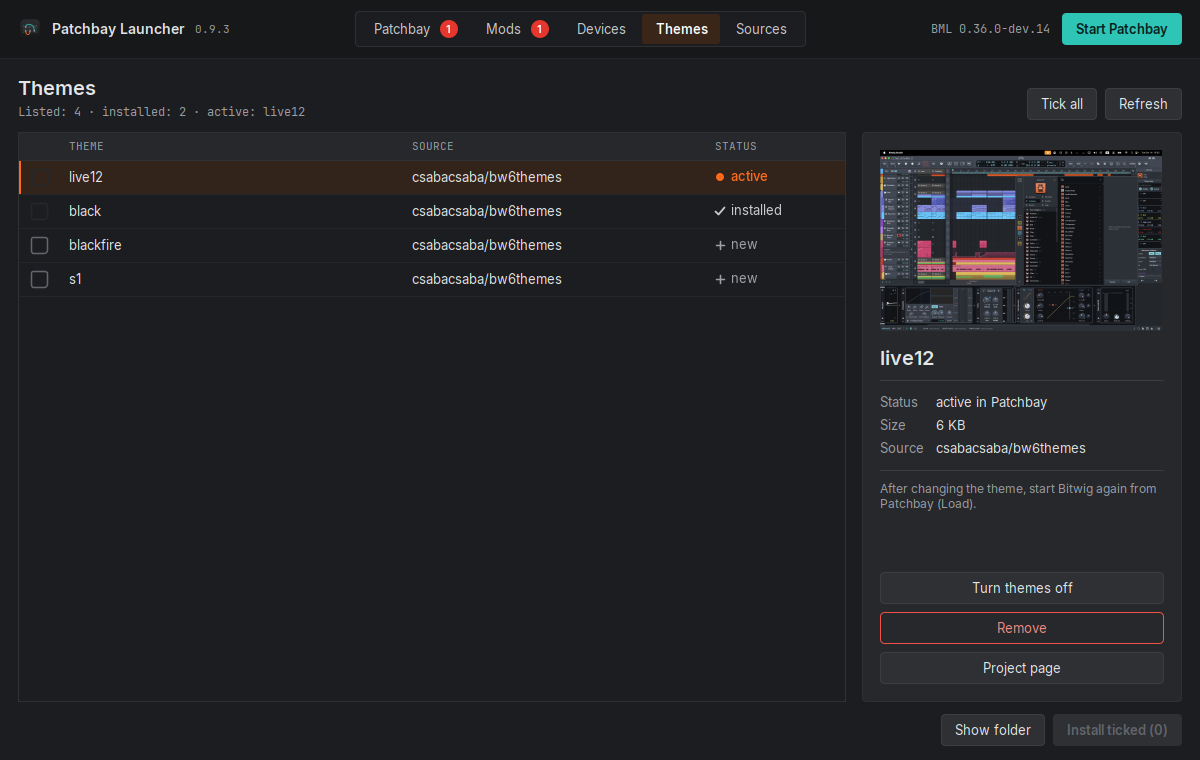 Patchbay Launcher 0.9.3
Patchbay 1
Mods 1
Devices
Themes
Sources
BML 0.36.0-dev.14
Start Patchbay
Themes
Listed: 4 · installed: 2 · active: live12
Tick all
Refresh
THEME SOURCE STATUS
live12 csabacsaba/bw6themes active
black csabacsaba/bw6themes installed
blackfire csabacsaba/bw6themes new
s1 csabacsaba/bw6themes new
live12
Status active in Patchbay
Size 6 KB
Source csabacsaba/bw6themes
After changing the theme, start Bitwig again from
Patchbay (Load).
Turn themes off
Remove
Project page
Show folder
Install ticked (0)